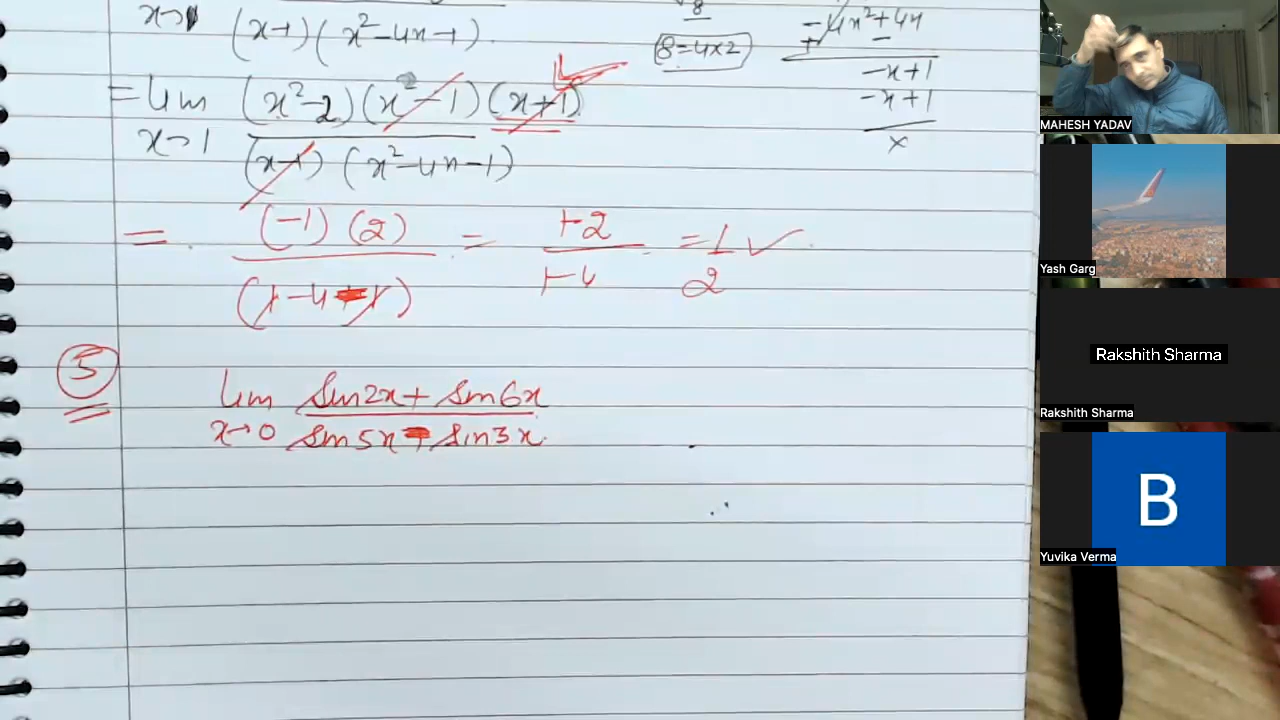 x→1 (x-1)(x²-4x-1).
8
8=4×2
-4x²+4x
+ -
-x+1
-x+1
x
=lim (x²-2)(x²-1)(x+1)
x→1 (x-1)(x²-4x-1)
= (-1)(2) = +2 =1 ✓
(1-4-1) +-4 2
5
lim sin2x+sin6x
x→0 sin5x-sin3x
MAHESH YADAV
Yash Garg
Rakshith Sharma
Rakshith Sharma
B
Yuvika Verma